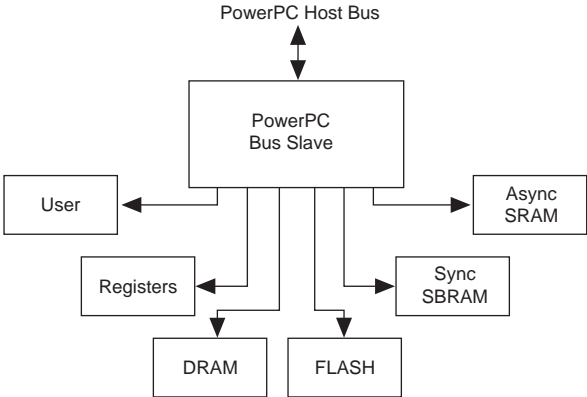 PowerPC Host Bus
PowerPC
Bus Slave
User
Async
SRAM
Registers
Sync
SBRAM
DRAM
FLASH